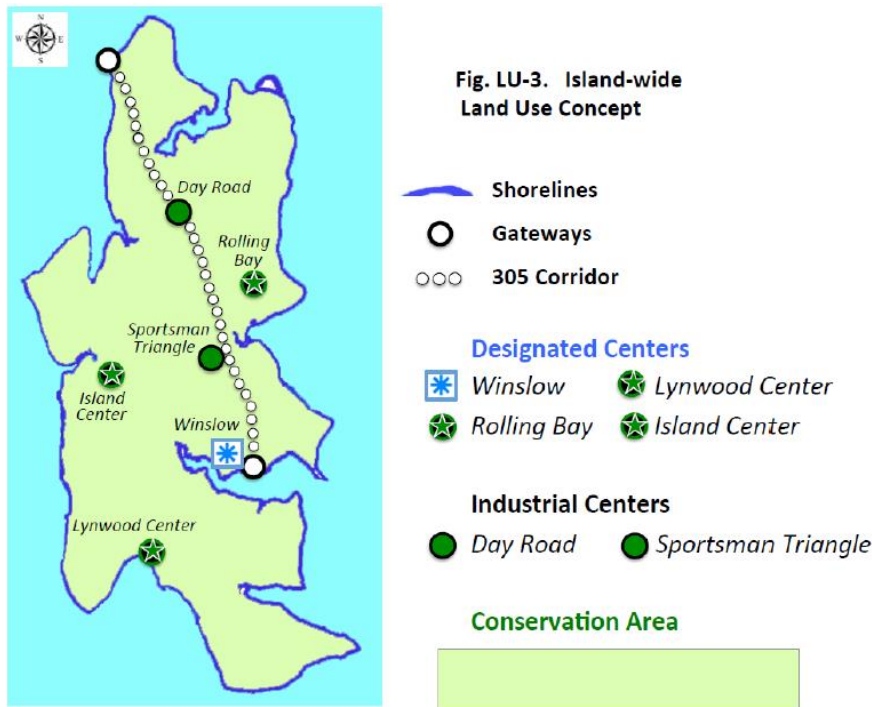 N
W E
S
Fig. LU-3. Island-wide
Land Use Concept
Day Road
Rolling
Bay
Sportsman
Triangle
Island
Center
Winslow
Lynwood Center
Shorelines
Gateways
305 Corridor
Designated Centers
Winslow Lynwood Center
Rolling Bay Island Center
Industrial Centers
Day Road Sportsman Triangle
Conservation Area